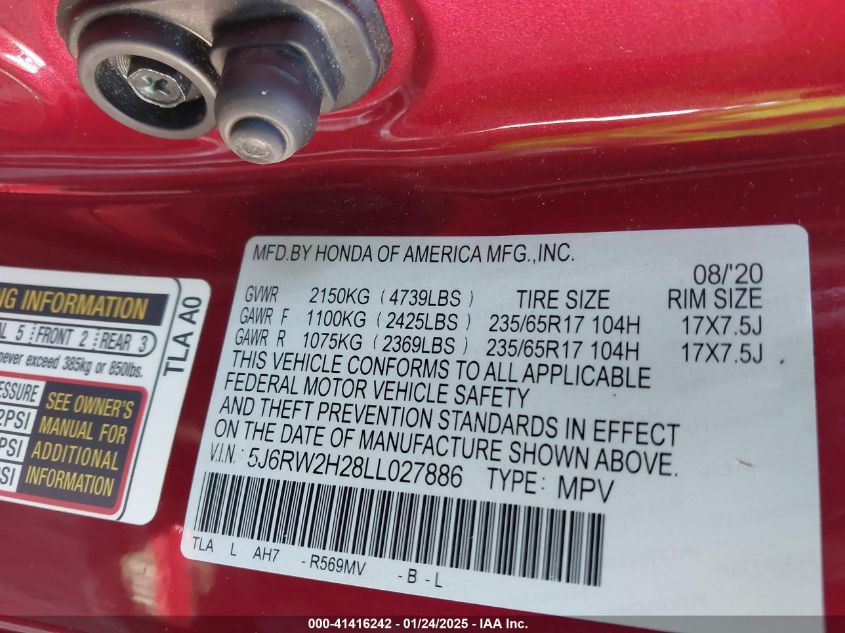 MFD.BY HONDA OF AMERICA MFG.,INC.
08/'20
GVWR 2150KG (4739LBS) TIRE SIZE RIM SIZE
GAWR F 1100KG (2425LBS) 235/65R17 104H 17X7.5J
GAWR R 1075KG (2369LBS) 235/65R17 104H 17X7.5J
THIS VEHICLE CONFORMS TO ALL APPLICABLE
FEDERAL MOTOR VEHICLE SAFETY
AND THEFT PREVENTION STANDARDS IN EFFECT
ON THE DATE OF MANUFACTURE SHOWN ABOVE.
V.I.N.: 5J6RW2H28LL027886 TYPE: MPV
TLA L AH7 -R569MV -B-L
INFORMATION
5 FRONT 2 REAR 3
never exceed 385kg or 850lbs.
SEE OWNER'S
MANUAL FOR
ADDITIONAL
INFORMATION
TLA A0
000-41416242 - 01/24/2025 - IAA Inc.